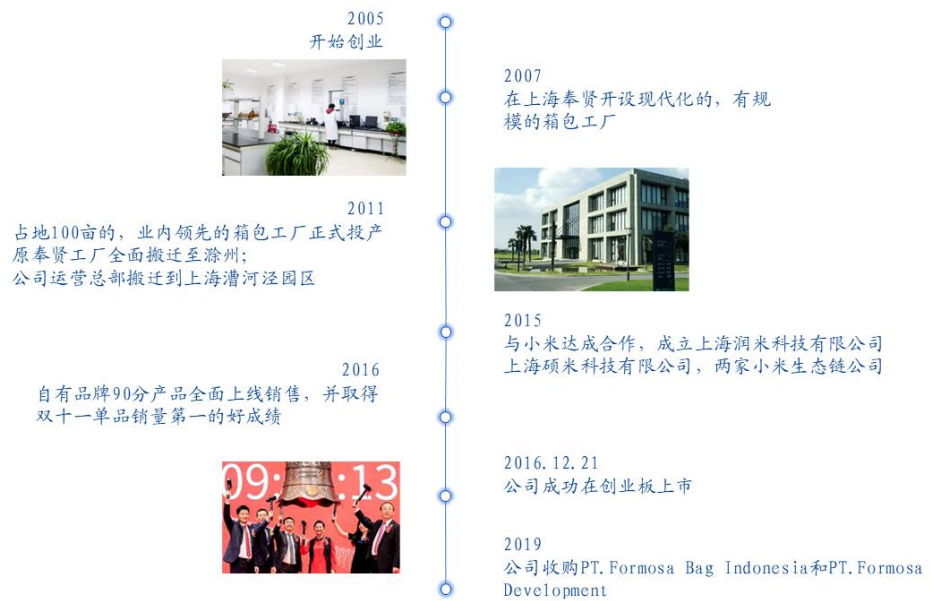 2005
开始创业
2007
在上海奉贤开设现代化的，有规
模的箱包工厂
2011
占地100亩的，业内领先的箱包工厂正式投产
原奉贤工厂全面搬迁至滁州；
公司运营总部搬迁到上海漕河泾园区
2015
与小米达成合作，成立上海润米科技有限公司
上海硕米科技有限公司，两家小米生态链公司
2016
自有品牌90分产品全面上线销售，并取得
双十一单品销量第一的好成绩
09: :13
2016.12.21
公司成功在创业板上市
2019
公司收购PT.Formosa Bag Indonesia和PT.Formosa
Development